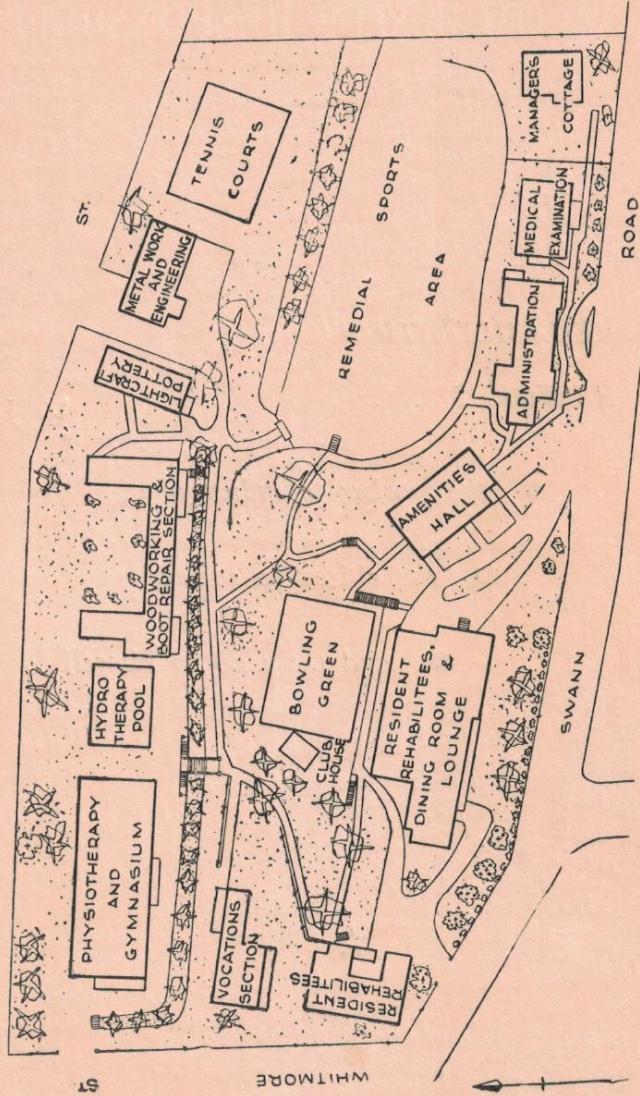 ST.
TENNIS
COURTS
METAL WORK
AND
ENGINEERING
LIGHTCRAFT
POTTERY
REMEDIAL SPORTS
AREA
MANAGER'S
COTTAGE
MEDICAL
EXAMINATION
ADMINISTRATION
ROAD
AMENITIES
HALL
WOODWORKING &
BOOT REPAIR SECTION
HYDRO
THERAPY
POOL
BOWLING
GREEN
CLUB
HOUSE
RESIDENT
REHABILITEES,
DINING ROOM &
LOUNGE
SWANN
PHYSIOTHERAPY
AND
GYMNASIUM
VOCATIONS
SECTION
RESIDENT
REHABILITEES
WHITMORE
ST